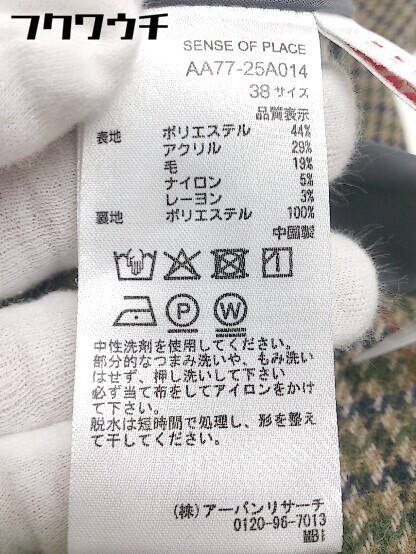 フクワウチ
SENSE OF PLACE
AA77-25A014
38サイズ
品質表示
表地 ポリエステル 44%
アクリル 29%
毛 19%
ナイロン 5%
レーヨン 3%
裏地 ポリエステル 100%
中国製
P W
中性洗剤を使用してください。
部分的なつまみ洗いや、もみ洗い
はせず、押し洗いして下さい
必ず当て布をしてアイロンをかけ
て下さい。
脱水は短時間で処理し、形を整え
て干してください。
(株)アーバンリサーチ
0120-96-7013
MBI